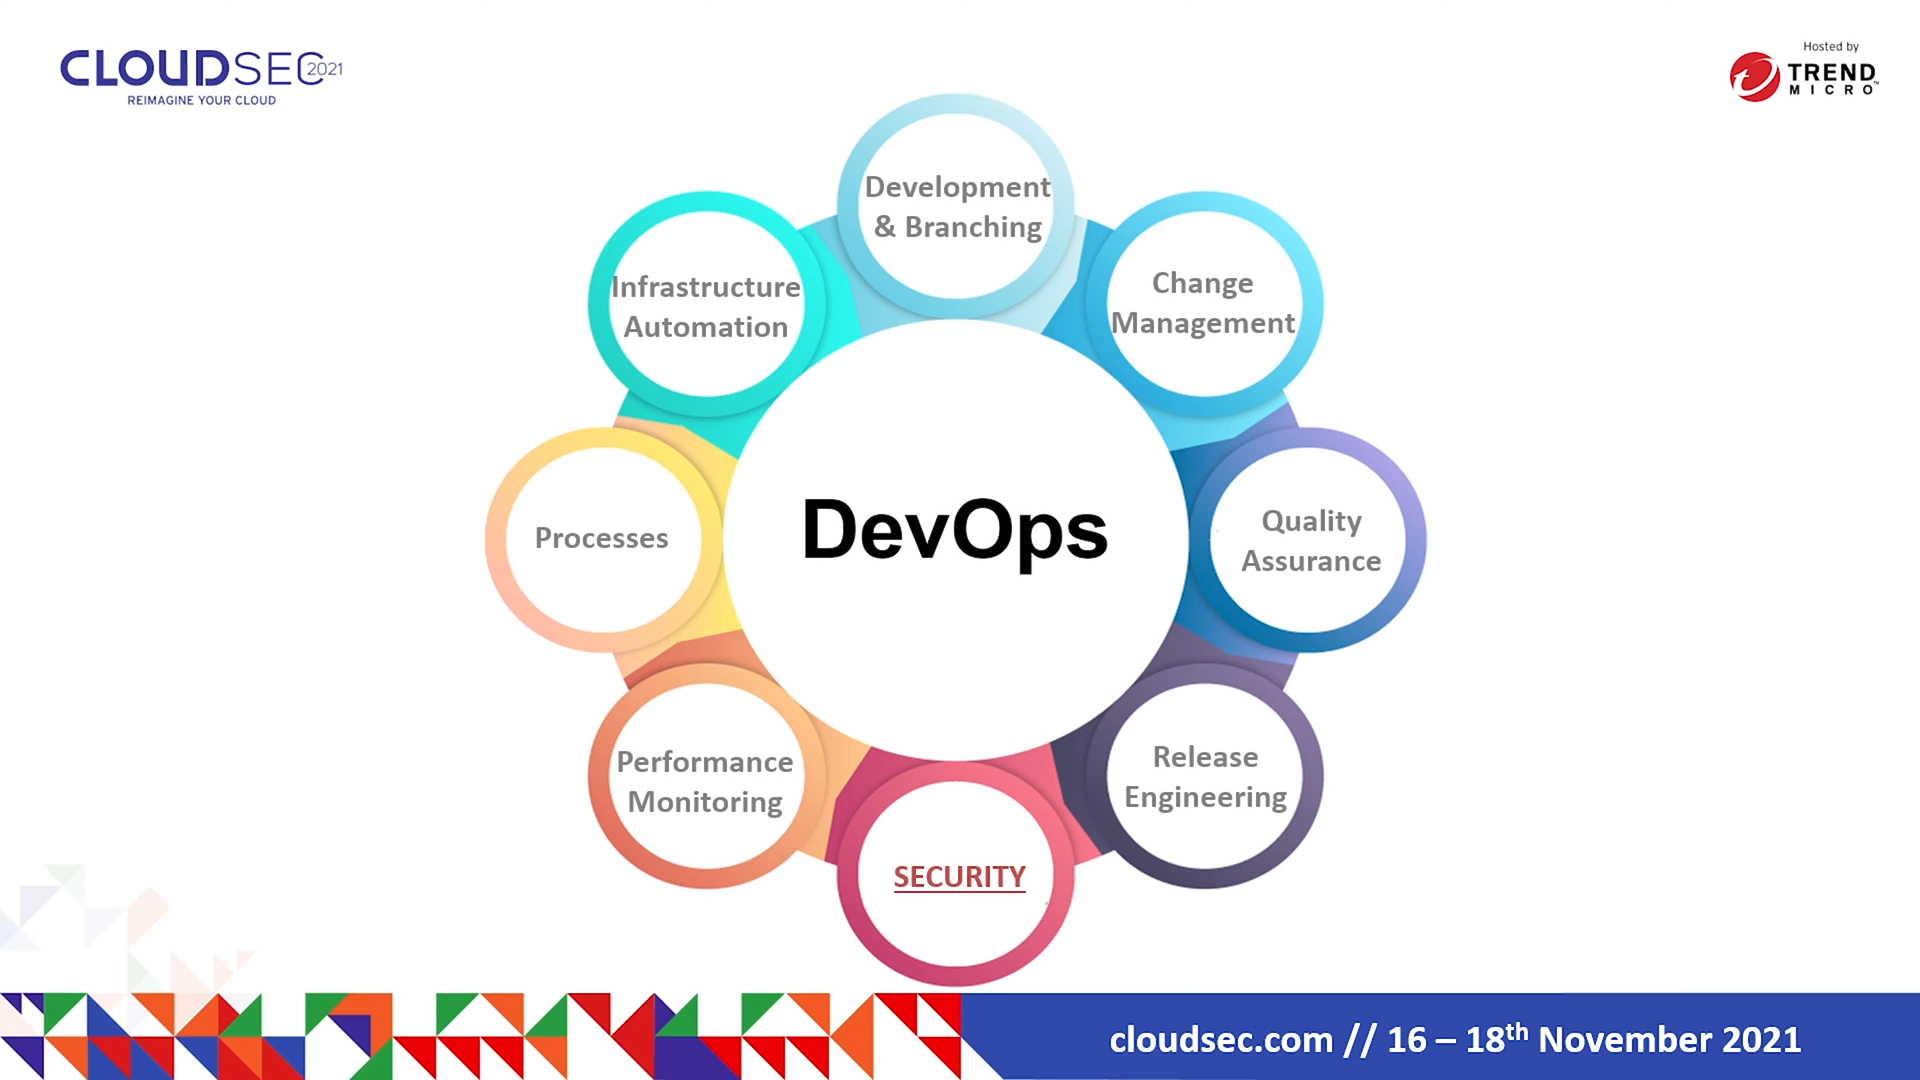 CLOUDSEC2021
REIMAGINE YOUR CLOUD
Hosted by
TREND
MICRO™
Development
& Branching
Change
Management
Quality
Assurance
Release
Engineering
SECURITY
Performance
Monitoring
Processes
Infrastructure
Automation
DevOps
cloudsec.com // 16 – 18th November 2021